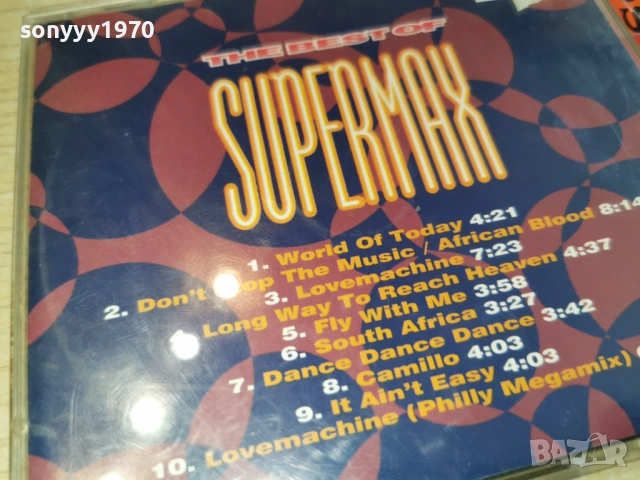 sonyyy1970
THE BEST OF
SUPERMAX
1. World Of Today 4:21
2. Don't Stop The Music / African Blood 8:14
3. Lovemachine 7:23
4. Long Way To Reach Heaven 4:37
5. Fly With Me 3:58
6. South Africa 3:27
7. Dance Dance Dance 3:42
8. Camillo 4:03
9. It Ain't Easy 4:03
10. Lovemachine (Philly Megamix)
bazar